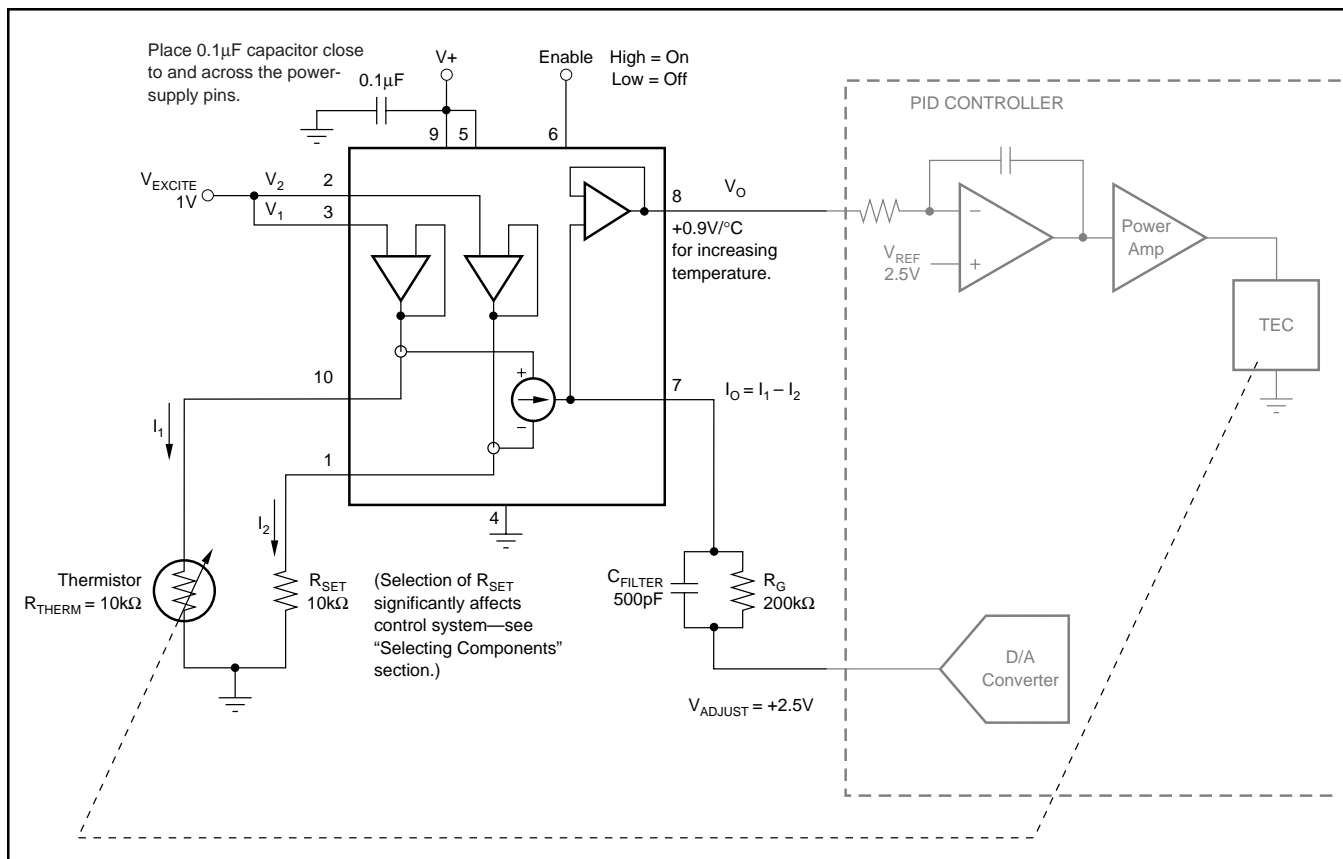 Place 0.1μF capacitor close
to and across the power-
supply pins.
V+
0.1μF
Enable
High = On
Low = Off
9
5
6
PID CONTROLLER
V_EXCITE
1V
V_2
2
V_1
3
8
V_O
+0.9V/°C
for increasing
temperature.
−
V_REF
2.5V
+
Power
Amp
TEC
10
+
−
7
I_O = I_1 – I_2
I_1
1
I_2
4
Thermistor
R_THERM = 10kΩ
R_SET
10kΩ
(Selection of R_SET
significantly affects
control system—see
“Selecting Components”
section.)
C_FILTER
500pF
R_G
200kΩ
D/A
Converter
V_ADJUST = +2.5V